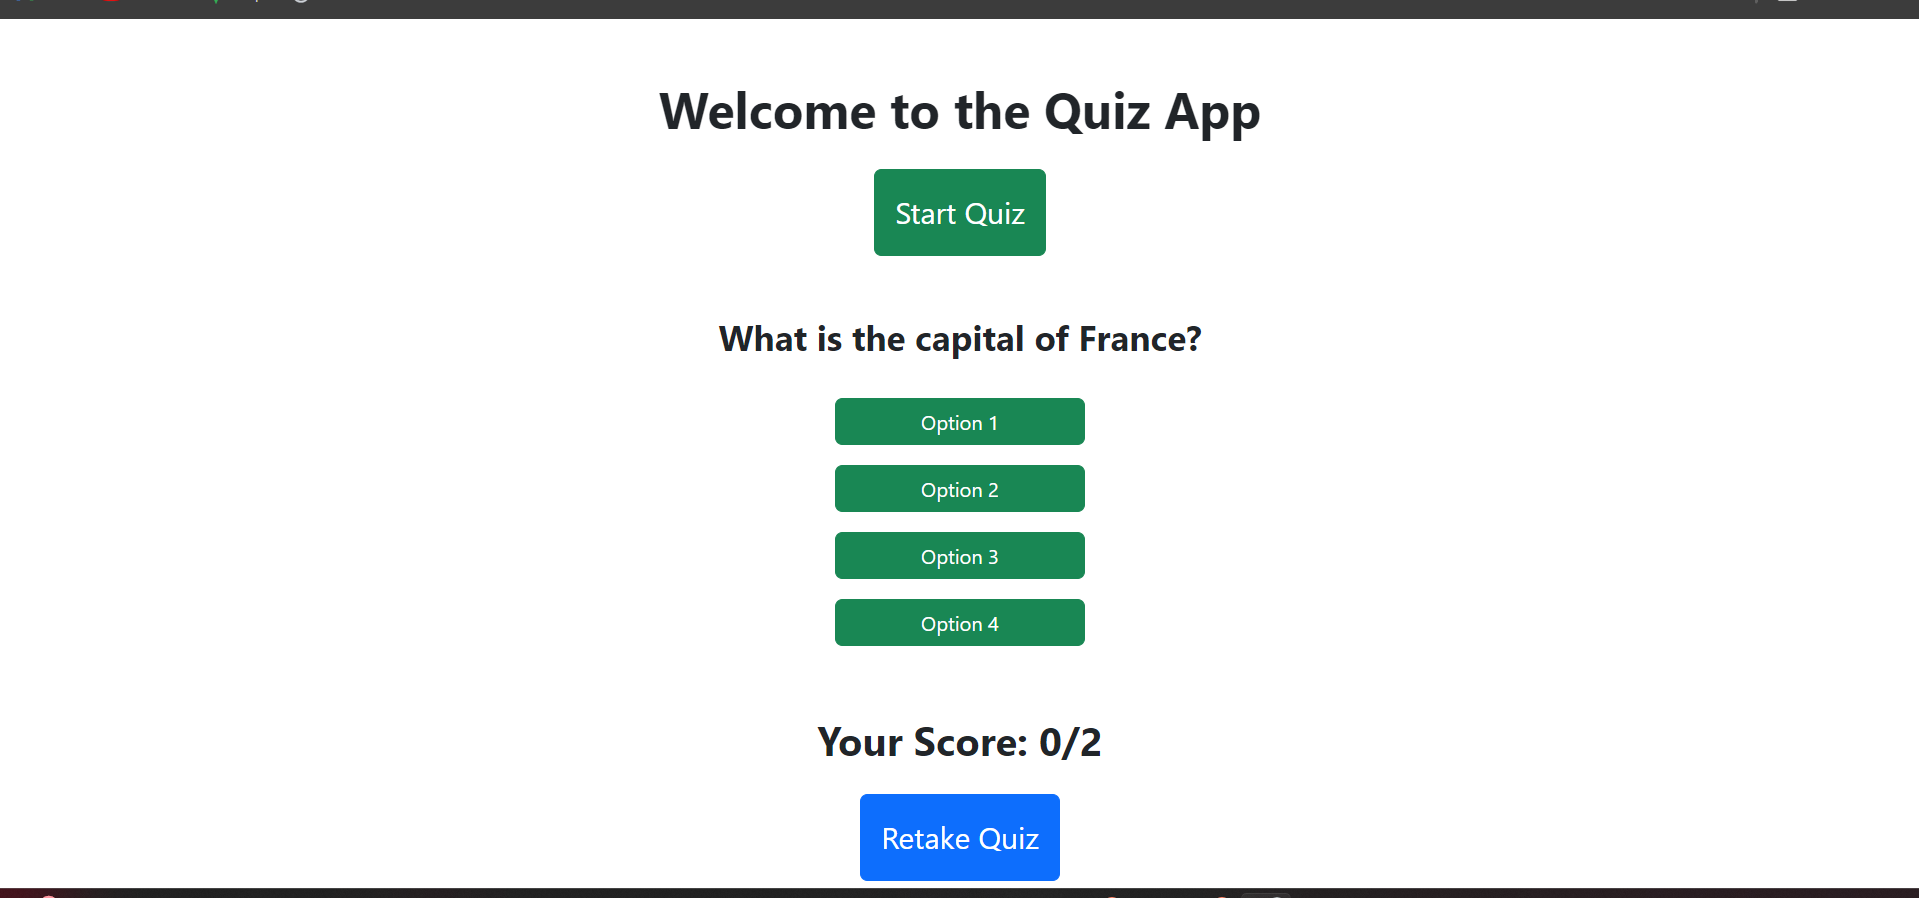 Welcome to the Quiz App
Start Quiz
What is the capital of France?
Option 1
Option 2
Option 3
Option 4
Your Score: 0/2
Retake Quiz